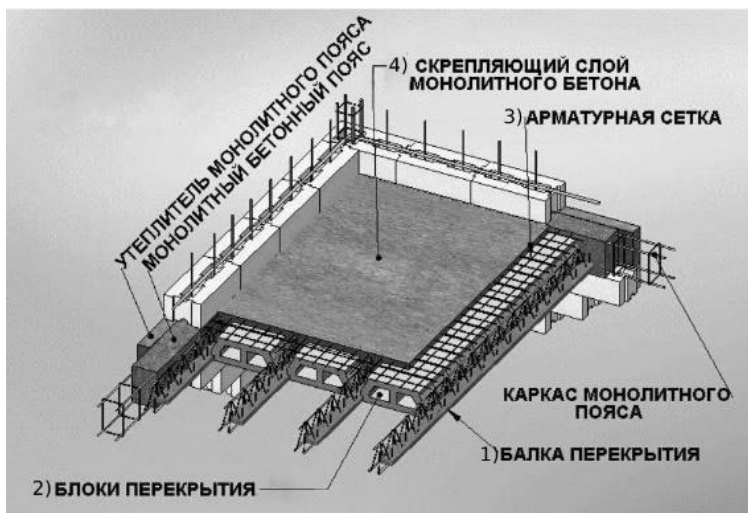 4) СКРЕПЛЯЮЩИЙ СЛОЙ
МОНОЛИТНОГО БЕТОНА
3) АРМАТУРНАЯ СЕТКА
УТЕПЛИТЕЛЬ МОНОЛИТНОГО ПОЯСА
МОНОЛИТНЫЙ БЕТОННЫЙ ПОЯС
КАРКАС МОНОЛИТНОГО
ПОЯСА
1) БАЛКА ПЕРЕКРЫТИЯ
2) БЛОКИ ПЕРЕКРЫТИЯ